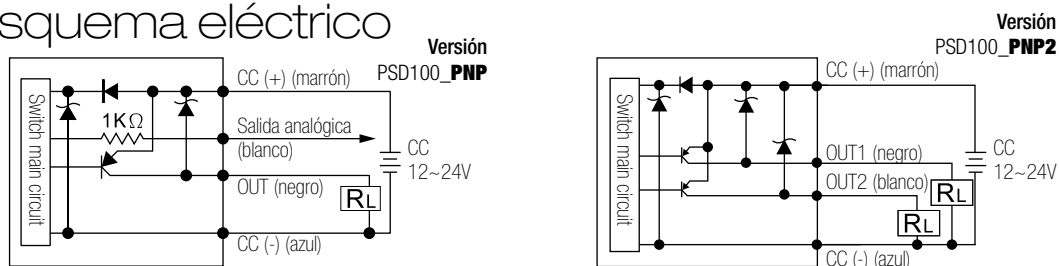 squema eléctrico
Versión
PSD100_PNP
CC (+) (marrón)
Switch main circuit
1KΩ
Salida analógica
(blanco)
CC
12~24V
OUT (negro)
RL
CC (-) (azul)
Versión
PSD100_PNP2
CC (+) (marrón)
Switch main circuit
OUT1 (negro)
CC
12~24V
OUT2 (blanco)
RL
RL
CC (-) (azul)